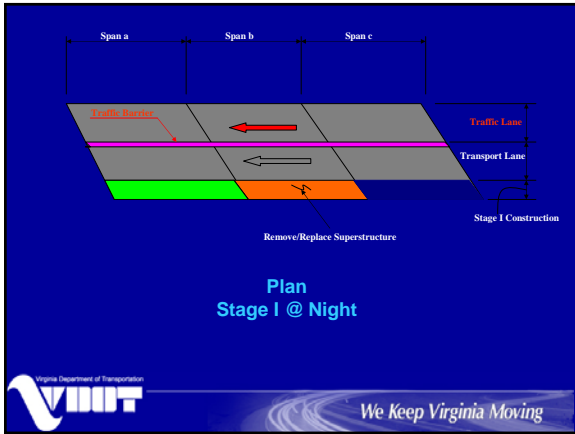 Span a Span b Span c
Traffic Barrier
Traffic Lane
Transport Lane
Stage I Construction
Remove/Replace Superstructure
Plan
Stage I @ Night
Virginia Department of Transportation
VDOT
We Keep Virginia Moving